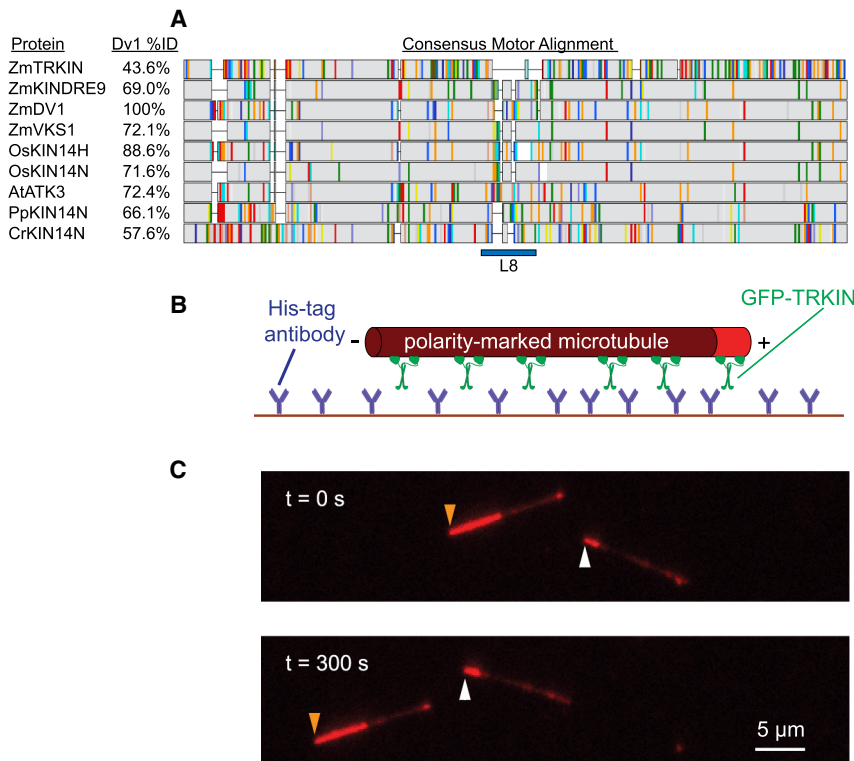 A
Protein Dv1 %ID Consensus Motor Alignment
ZmTRKIN 43.6%
ZmKINDRE9 69.0%
ZmDV1 100%
ZmVKS1 72.1%
OsKIN14H 88.6%
OsKIN14N 71.6%
AtATK3 72.4%
PpKIN14N 66.1%
CrKIN14N 57.6%
L8
B
His-tag
antibody
GFP-TRKIN
- polarity-marked microtubule +
C
t = 0 s
t = 300 s
5 µm